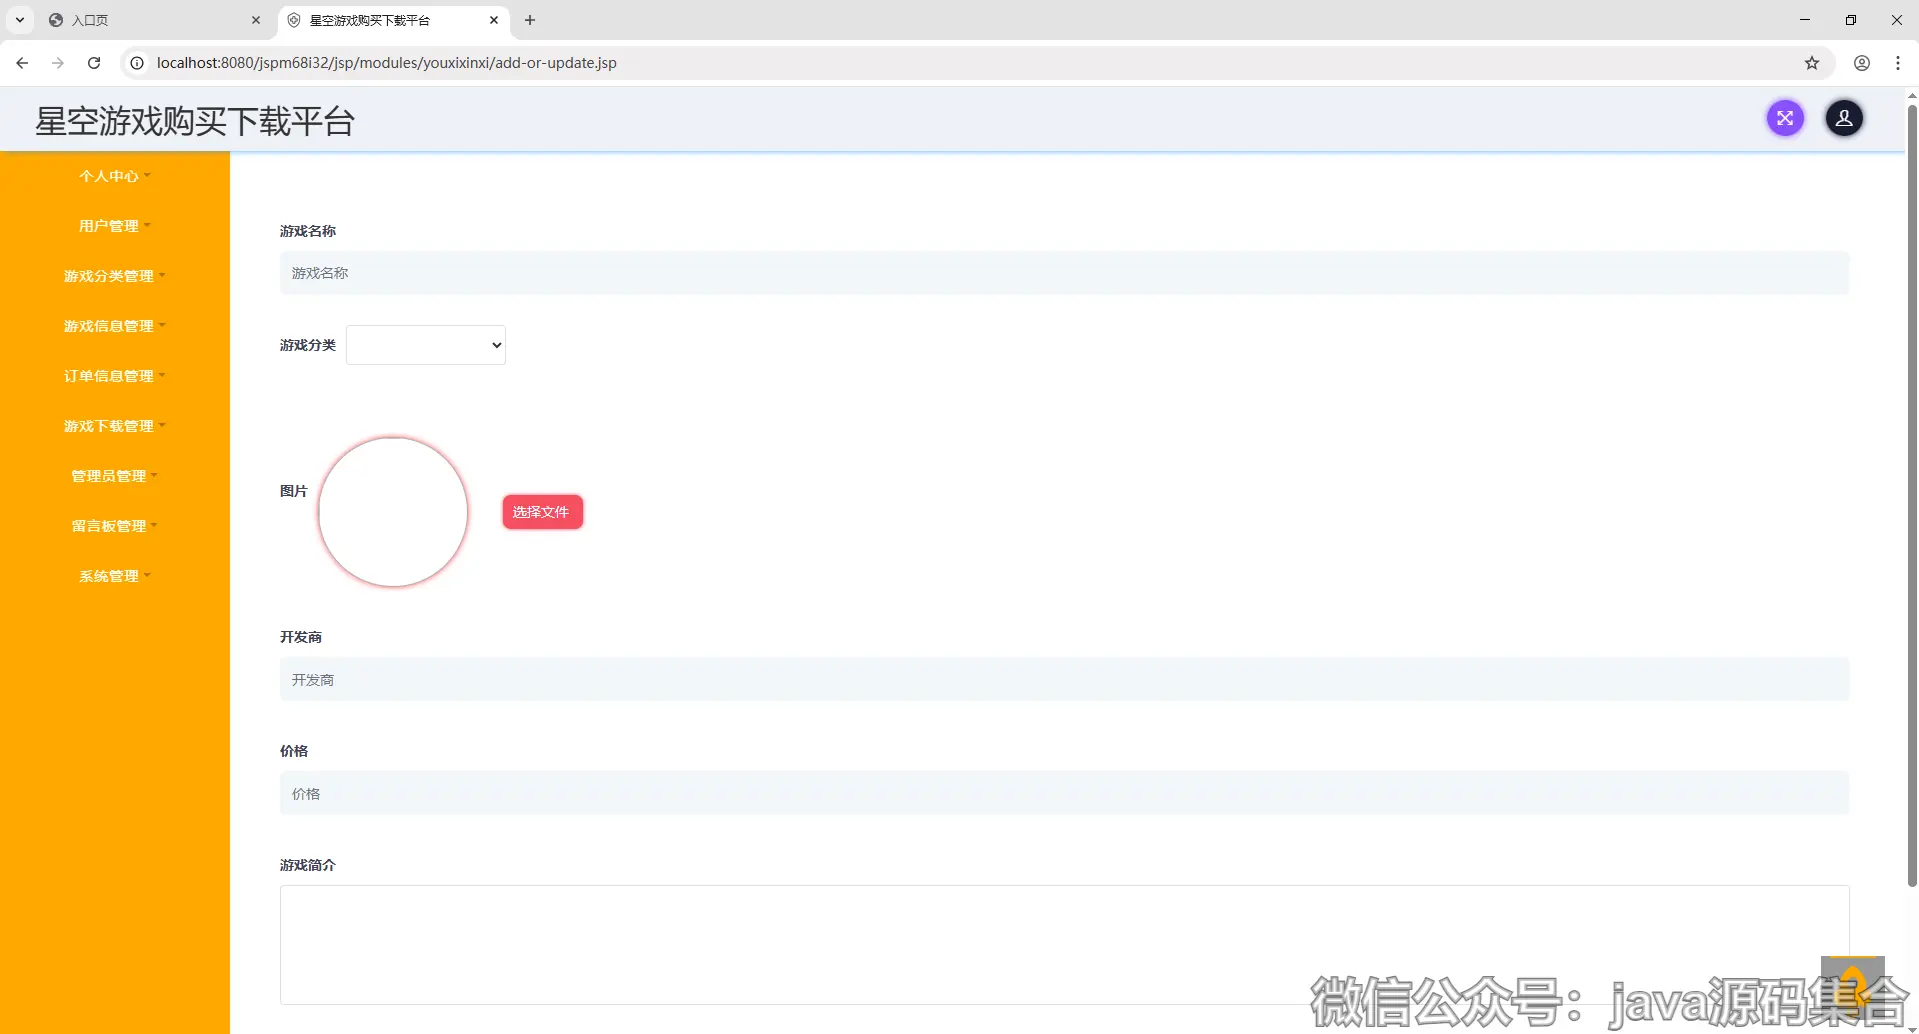 入口页
星空游戏购买下载平台
localhost:8080/jspm68i32/jsp/modules/youxixinxi/add-or-update.jsp
星空游戏购买下载平台
个人中心
用户管理
游戏分类管理
游戏信息管理
订单信息管理
游戏下载管理
管理员管理
留言板管理
系统管理
游戏名称
游戏名称
游戏分类
图片
选择文件
开发商
开发商
价格
价格
游戏简介
微信公众号：java源码集合